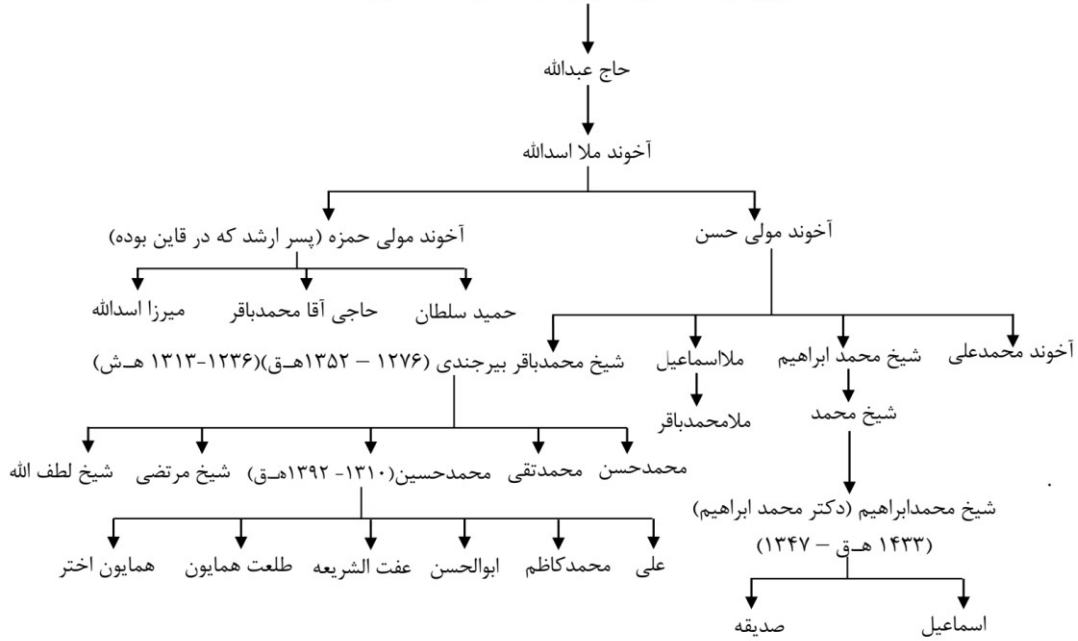 حاج عبدالله
آخوند ملا اسدالله
آخوند مولی حسن
آخوند مولی حمزه (پسر ارشد که در قاین بوده)
حمید سلطان
حاجی آقا محمدباقر
میرزا اسدالله
آخوند محمدعلی
شیخ محمد ابراهیم
ملااسماعیل
شیخ محمدباقر بیرجندی (۱۲۷۶ – ۱۳۵۲هـ‌ق)(۱۲۳۶-۱۳۱۳ هـ‌ش)
شیخ محمد
ملامحمدباقر
محمدحسن
محمدتقی
محمدحسین(۱۳۱۰- ۱۳۹۲هـ‌ق)
شیخ مرتضی
شیخ لطف الله
شیخ محمدابراهیم (دکتر محمد ابراهیم)
(۱۴۳۳ هـ‌ق – ۱۳۴۷)
علی
محمدکاظم
ابوالحسن
عفت الشریعه
طلعت همایون
همایون اختر
اسماعیل
صدیقه